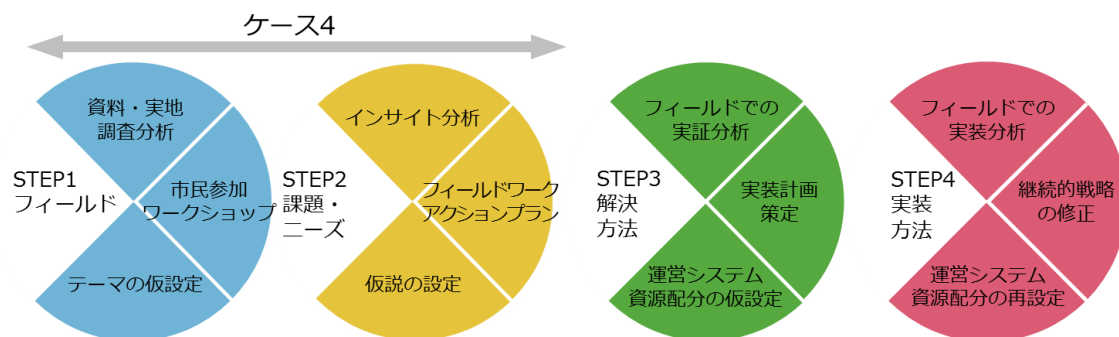 ケース4
STEP1
フィールド
資料・実地
調査分析
市民参加
ワークショップ
テーマの仮設定
STEP2
課題・
ニーズ
インサイト分析
フィールドワーク
アクションプラン
仮説の設定
STEP3
解決
方法
フィールドでの
実証分析
実装計画
策定
運営システム
資源配分の仮設定
STEP4
実装
方法
フィールドでの
実装分析
継続的戦略
の修正
運営システム
資源配分の再設定